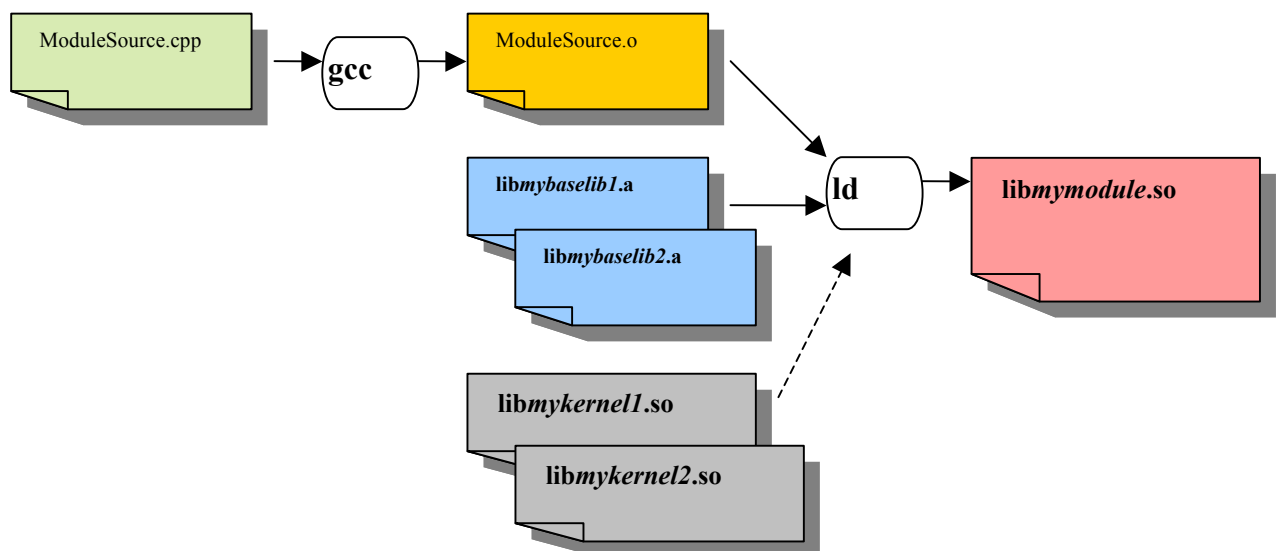 ModuleSource.cpp
gcc
ModuleSource.o
libmybaselib1.a
libmybaselib2.a
ld
libmymodule.so
libmykernel1.so
libmykernel2.so